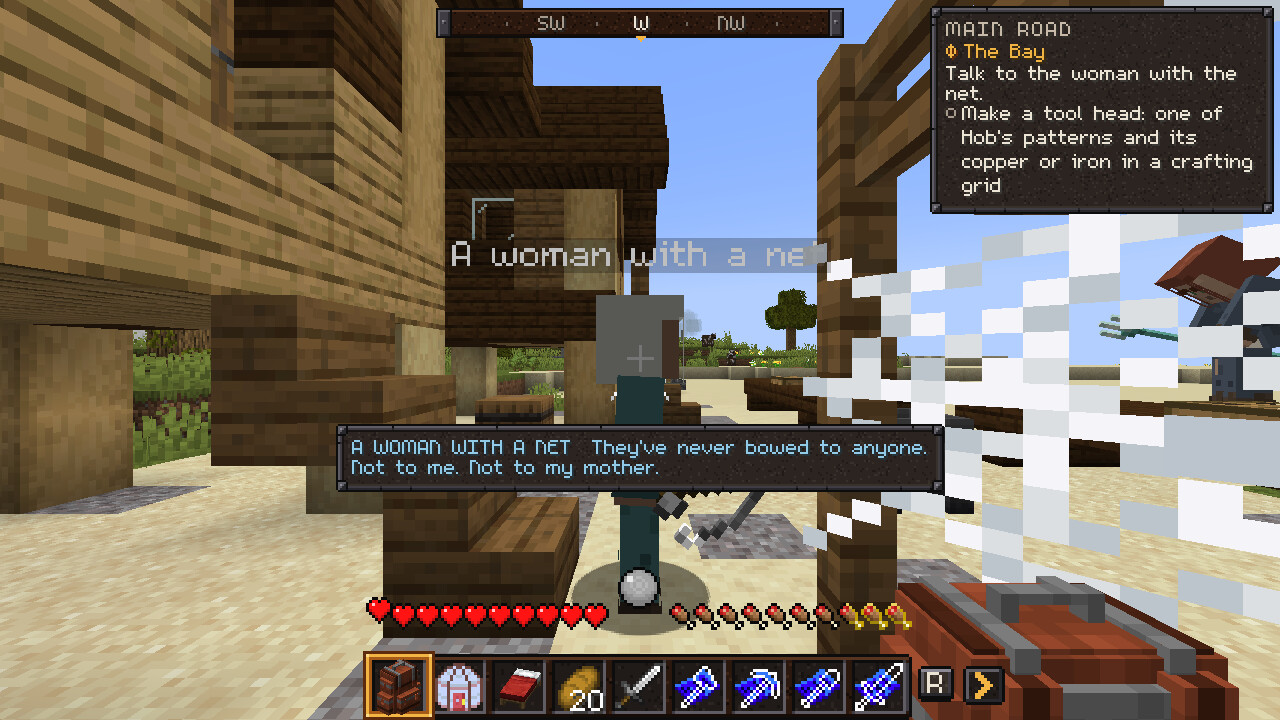 SW W NW
MAIN ROAD
The Bay
Talk to the woman with the
net.
Make a tool head: one of
Hob's patterns and its
copper or iron in a crafting
grid
A woman with a net
A WOMAN WITH A NET They've never bowed to anyone.
Not to me. Not to my mother.
20
R